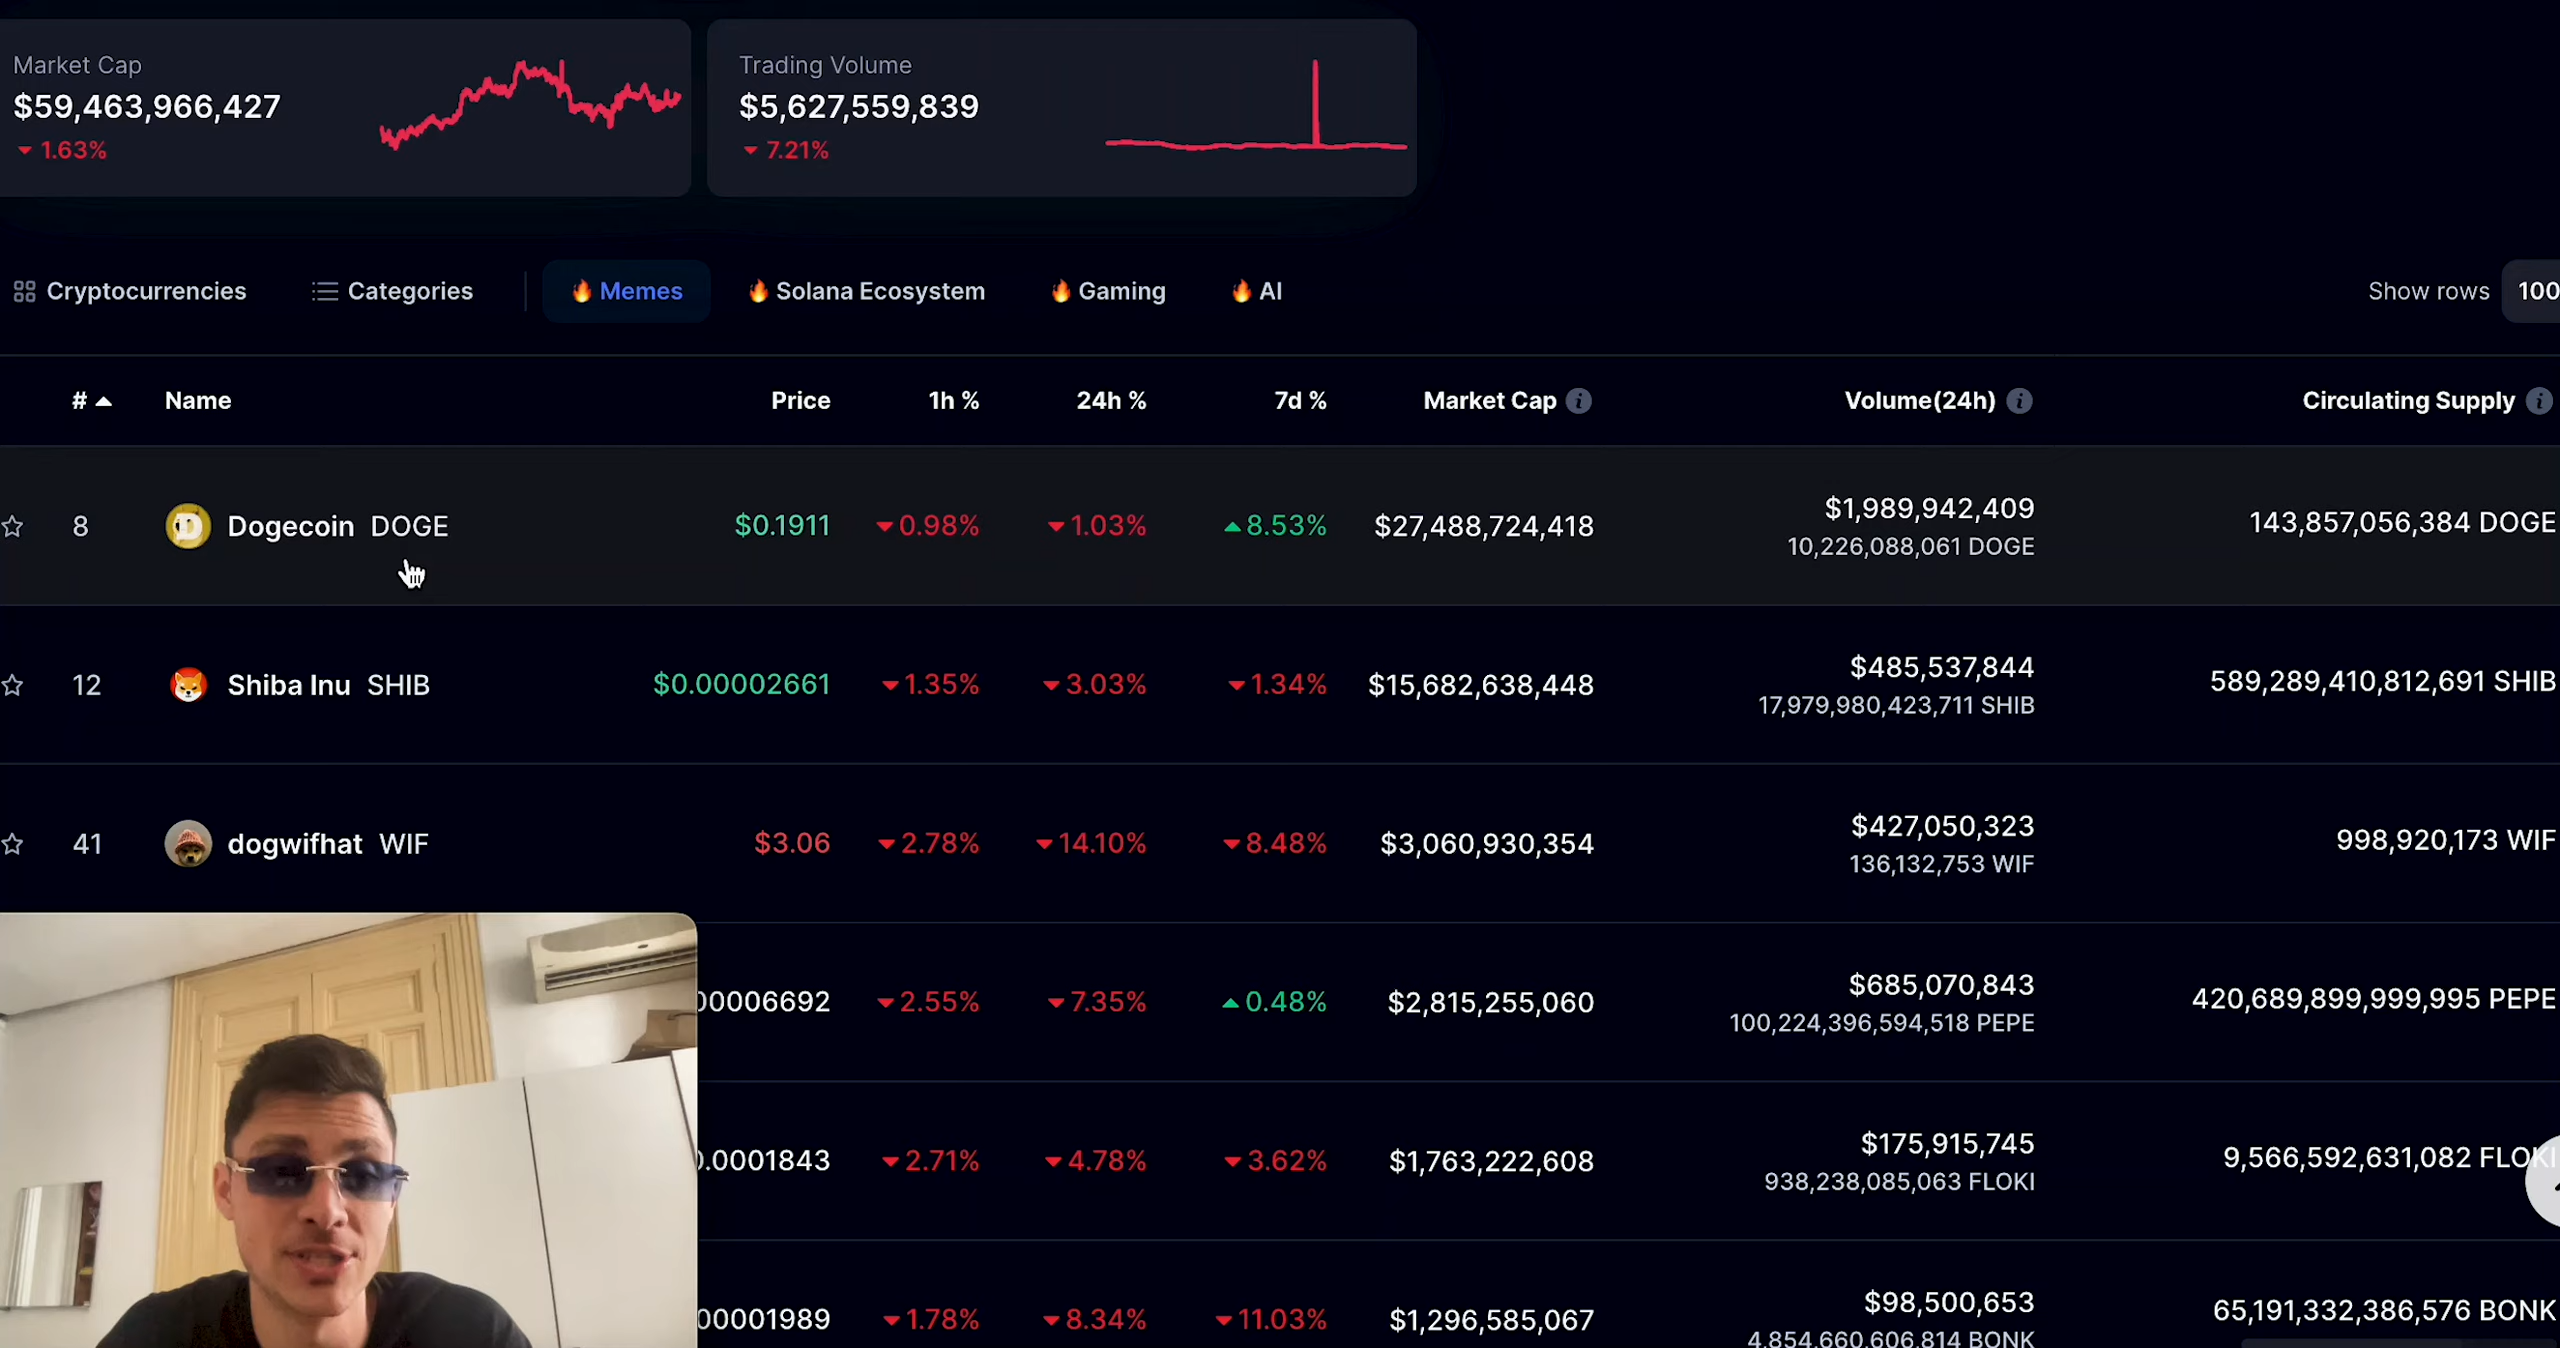 Market Cap
$59,463,966,427
1.63%
Trading Volume
$5,627,559,839
7.21%
Cryptocurrencies Categories Memes Solana Ecosystem Gaming AI Show rows 100
# Name Price 1h % 24h % 7d % Market Cap Volume(24h) Circulating Supply
8 Dogecoin DOGE $0.1911 0.98% 1.03% 8.53% $27,488,724,418 $1,989,942,409 143,857,056,384 DOGE
10,226,088,061 DOGE
12 Shiba Inu SHIB $0.00002661 1.35% 3.03% 1.34% $15,682,638,448 $485,537,844 589,289,410,812,691 SHIB
17,979,980,423,711 SHIB
41 dogwifhat WIF $3.06 2.78% 14.10% 8.48% $3,060,930,354 $427,050,323 998,920,173 WIF
136,132,753 WIF
00006692 2.55% 7.35% 0.48% $2,815,255,060 $685,070,843 420,689,899,999,995 PEPE
100,224,396,594,518 PEPE
.0001843 2.71% 4.78% 3.62% $1,763,222,608 $175,915,745 9,566,592,631,082 FLOKI
938,238,085,063 FLOKI
00001989 1.78% 8.34% 11.03% $1,296,585,067 $98,500,653 65,191,332,386,576 BONK
4,854,660,606,814 BONK